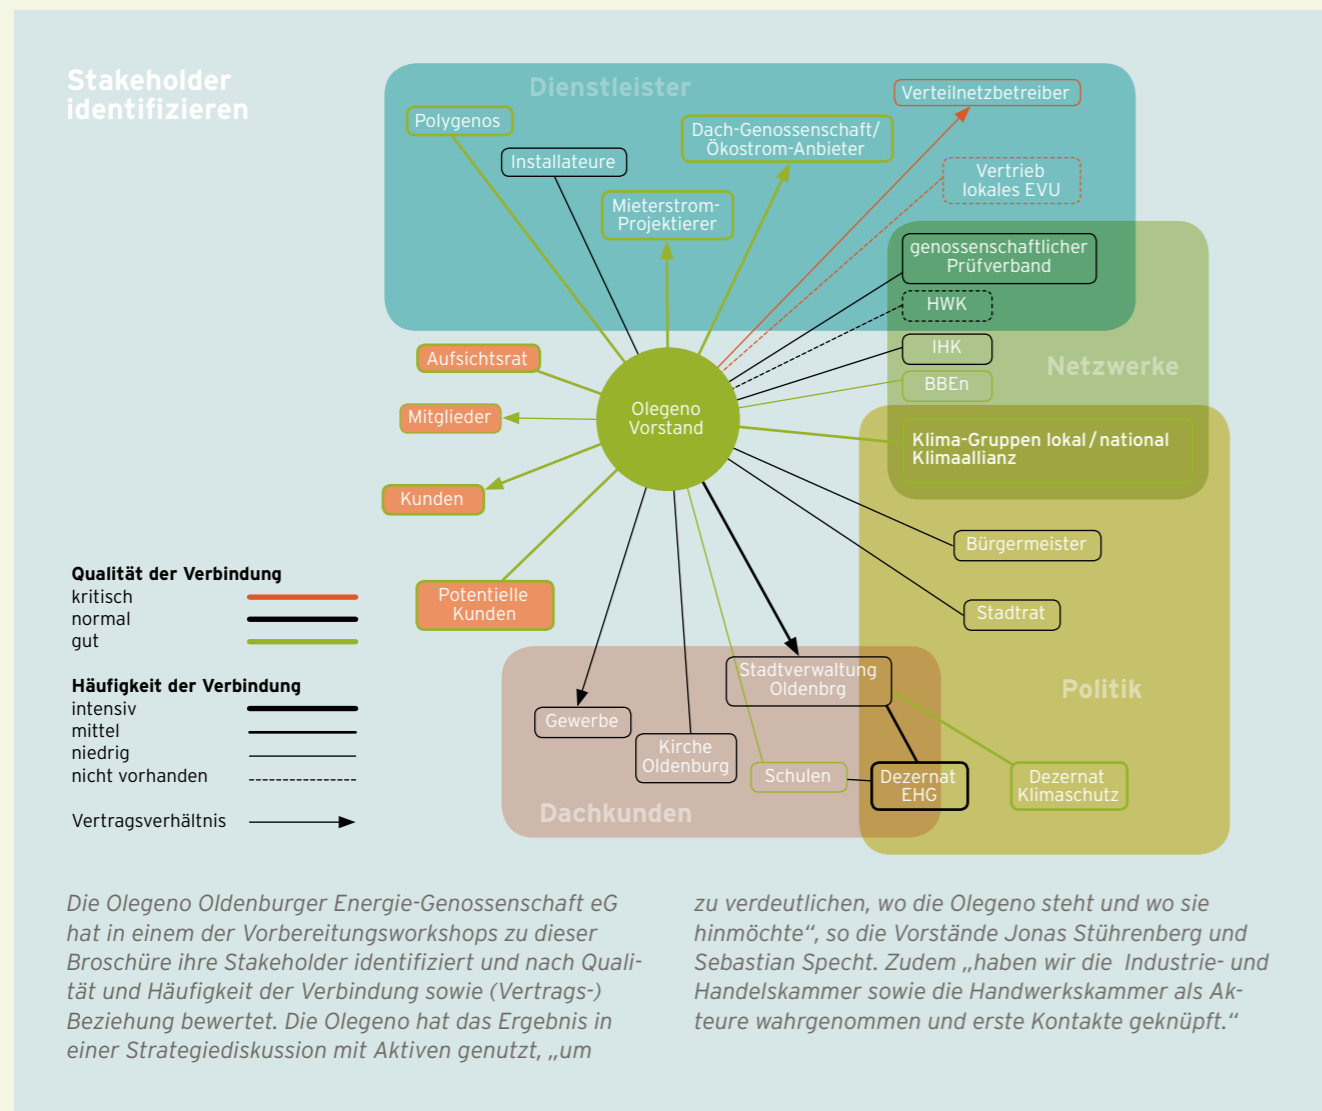 Stakeholder
identifizieren
Dienstleister
Verteilnetzbetreiber
Polygenos
Dach-Genossenschaft/
Ökostrom-Anbieter
Installateure
Vertrieb
lokales EVU
Mieterstrom-
Projektierer
genossenschaftlicher
Prüfverband
HWK
IHK
Netzwerke
BBEn
Aufsichtsrat
Mitglieder
Olegeno
Vorstand
Klima-Gruppen lokal/national
Klimaallianz
Kunden
Bürgermeister
Potentielle
Kunden
Stadtrat
Stadtverwaltung
Oldenbrg
Politik
Gewerbe
Kirche
Oldenburg
Schulen
Dezernat
EHG
Dezernat
Klimaschutz
Dachkunden
Qualität der Verbindung
kritisch
normal
gut
Häufigkeit der Verbindung
intensiv
mittel
niedrig
nicht vorhanden
Vertragsverhältnis
Die Olegeno Oldenburger Energie-Genossenschaft eG
hat in einem der Vorbereitungsworkshops zu dieser
Broschüre ihre Stakeholder identifiziert und nach Quali-
tät und Häufigkeit der Verbindung sowie (Vertrags-)
Beziehung bewertet. Die Olegeno hat das Ergebnis in
einer Strategiediskussion mit Aktiven genutzt, „um
zu verdeutlichen, wo die Olegeno steht und wo sie
hinmöchte“, so die Vorstände Jonas Stührenberg und
Sebastian Specht. Zudem „haben wir die Industrie- und
Handelskammer sowie die Handwerkskammer als Ak-
teure wahrgenommen und erste Kontakte geknüpft.“